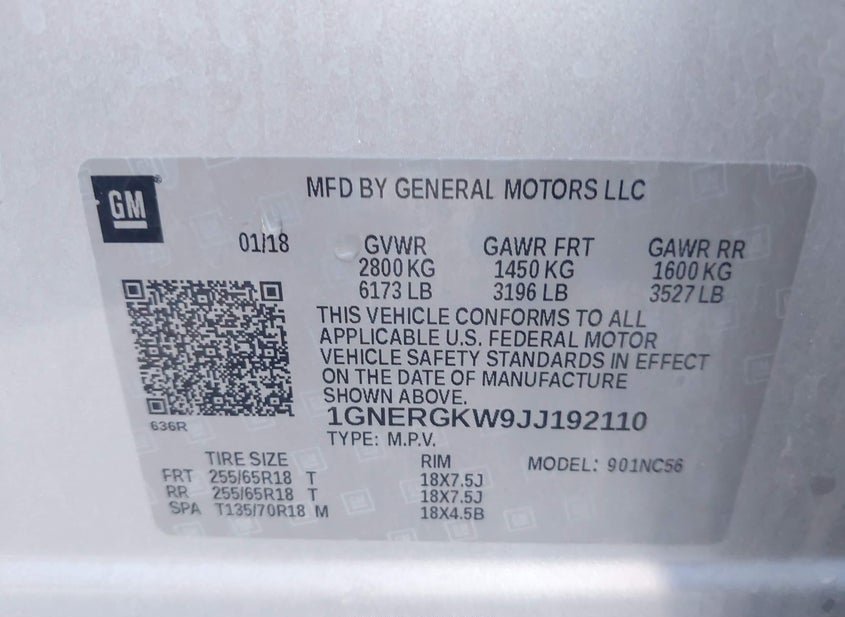 GM
MFD BY GENERAL MOTORS LLC
01/18 GVWR GAWR FRT GAWR RR
2800 KG 1450 KG 1600 KG
6173 LB 3196 LB 3527 LB
THIS VEHICLE CONFORMS TO ALL
APPLICABLE U.S. FEDERAL MOTOR
VEHICLE SAFETY STANDARDS IN EFFECT
ON THE DATE OF MANUFACTURE
SHOWN ABOVE.
1GNERGKW9JJ192110
636R
TYPE: M.P.V.
TIRE SIZE RIM MODEL: 901NC56
FRT 255/65R18 T 18X7.5J
RR 255/65R18 T 18X7.5J
SPA T135/70R18 M 18X4.5B